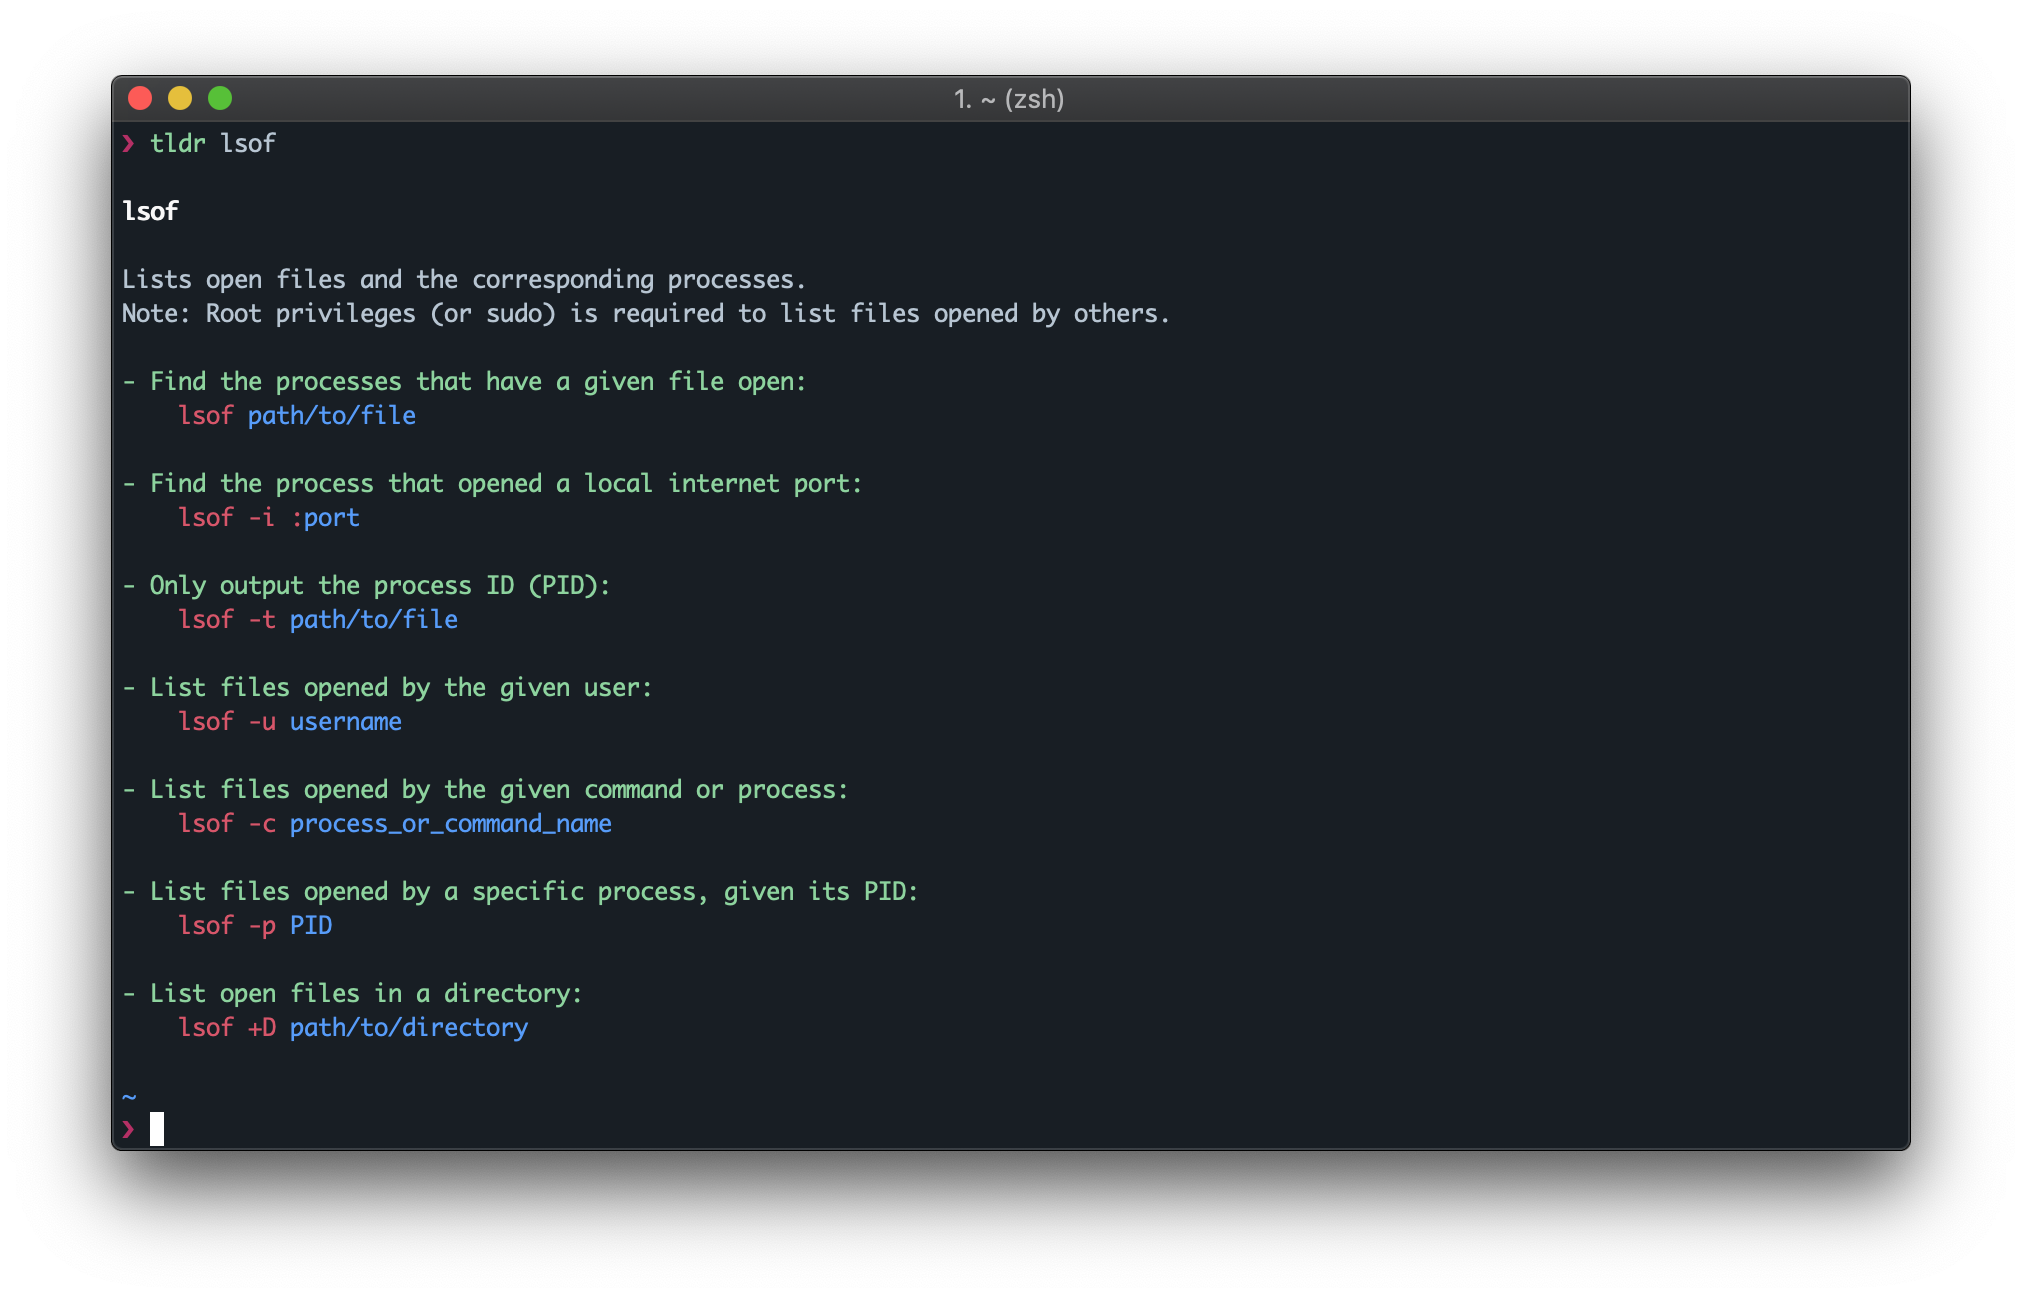 1. ~ (zsh)
❯ tldr lsof
lsof
Lists open files and the corresponding processes.
Note: Root privileges (or sudo) is required to list files opened by others.
- Find the processes that have a given file open:
lsof path/to/file
- Find the process that opened a local internet port:
lsof -i :port
- Only output the process ID (PID):
lsof -t path/to/file
- List files opened by the given user:
lsof -u username
- List files opened by the given command or process:
lsof -c process_or_command_name
- List files opened by a specific process, given its PID:
lsof -p PID
- List open files in a directory:
lsof +D path/to/directory
~
❯